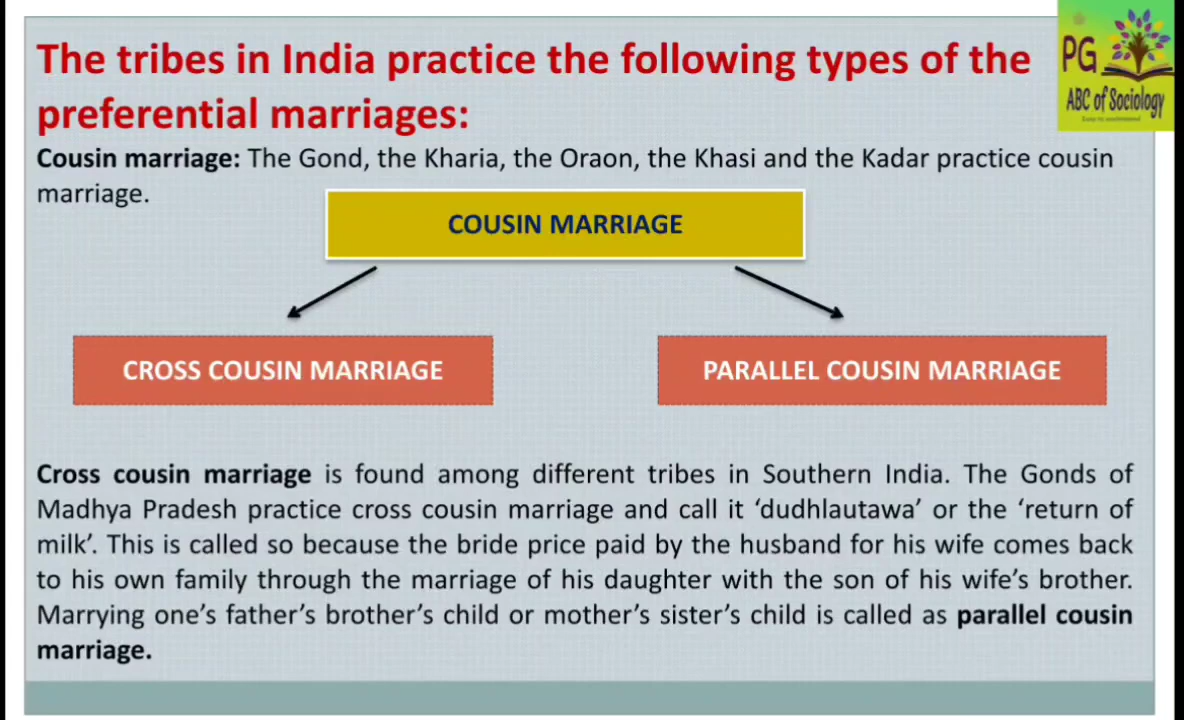 The tribes in India practice the following types of the
preferential marriages:
PG
ABC of Sociology
Cousin marriage: The Gond, the Kharia, the Oraon, the Khasi and the Kadar practice cousin
marriage.
COUSIN MARRIAGE
CROSS COUSIN MARRIAGE
PARALLEL COUSIN MARRIAGE
Cross cousin marriage is found among different tribes in Southern India. The Gonds of
Madhya Pradesh practice cross cousin marriage and call it ‘dudhlautawa’ or the ‘return of
milk’. This is called so because the bride price paid by the husband for his wife comes back
to his own family through the marriage of his daughter with the son of his wife’s brother.
Marrying one’s father’s brother’s child or mother’s sister’s child is called as parallel cousin
marriage.